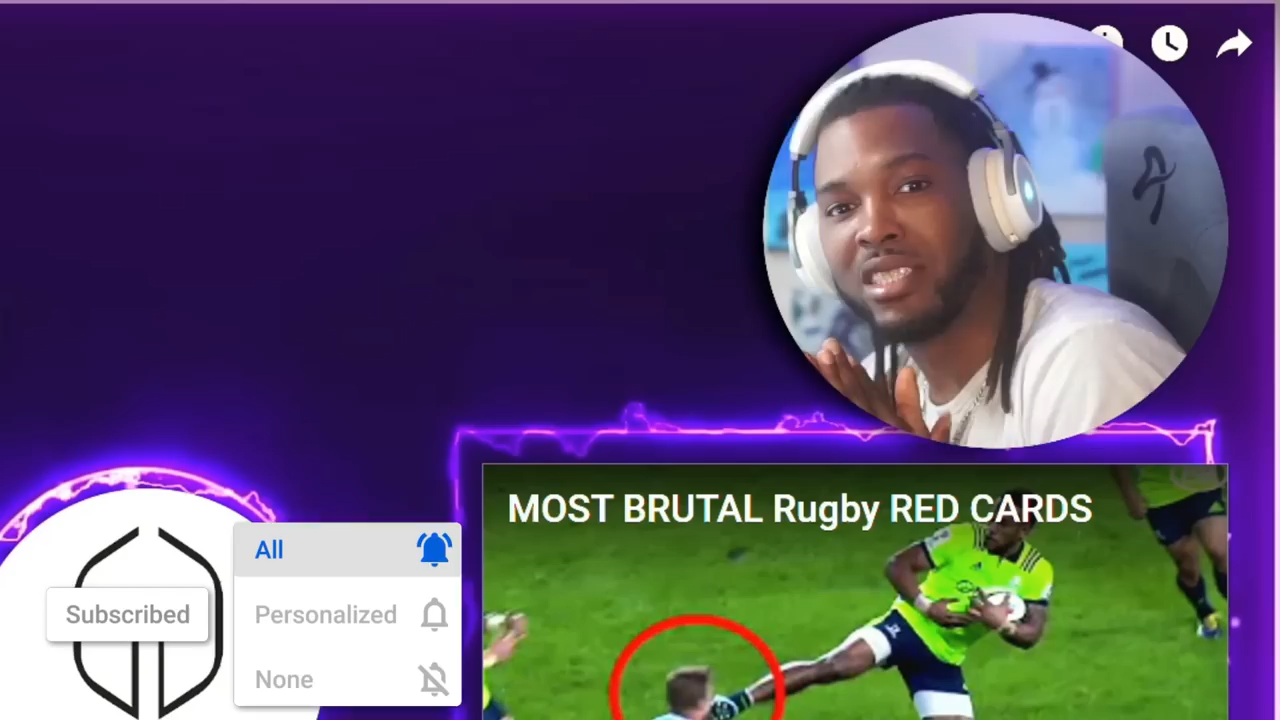 MOST BRUTAL Rugby RED CARDS
All
Subscribed
Personalized
None